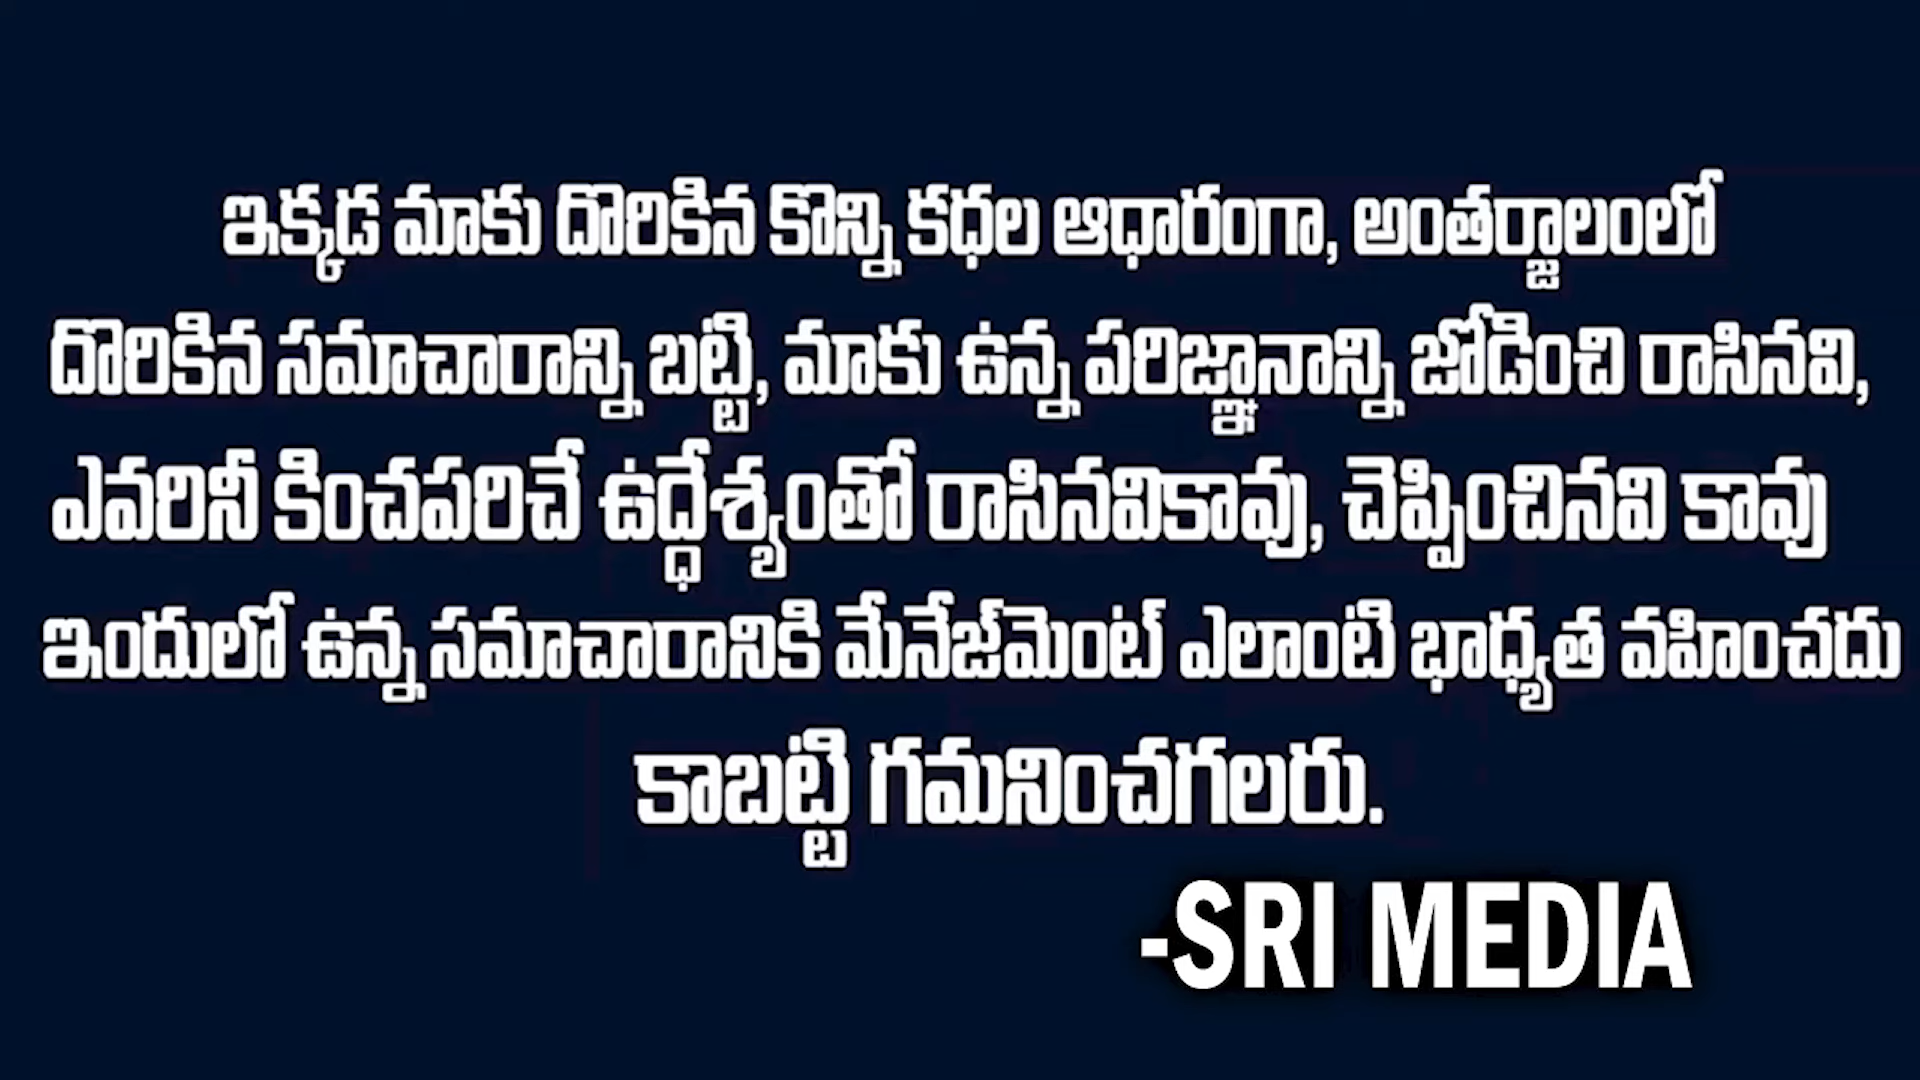 ఇక్కడ మాకు దొరికిన కొన్ని కధల ఆధారంగా, అంతర్జాలంలో
దొరికిన సమాచారాన్ని బట్టి, మాకు ఉన్న పరిజ్ఞానాన్ని జోడించి రాసినవి,
ఎవరినీ కించపరిచే ఉద్ధేశ్యంతో రాసినవికావు, చెప్పించినవి కావు
ఇందులో ఉన్న సమాచారానికి మేనేజ్‌మెంట్ ఎలాంటి భాధ్యత వహించదు
కాబట్టి గమనించగలరు.
-SRI MEDIA